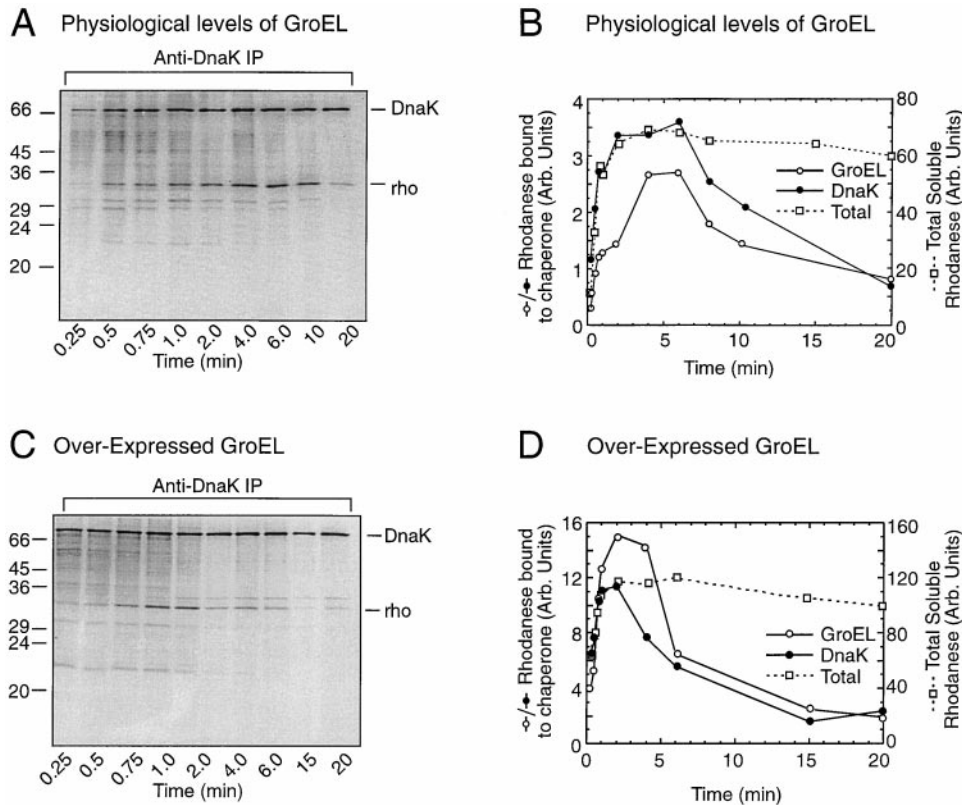 A Physiological levels of GroEL
Anti-DnaK IP
66
45
36
29
24
20
DnaK
rho
0.25 0.5 0.75 1.0 2.0 4.0 6.0 10 20
Time (min)
B Physiological levels of GroEL
Rhodanese bound
to chaperone (Arb. Units)
4
3
2
1
0
80
60
40
20
0
Total Soluble
Rhodanese (Arb. Units)
GroEL
DnaK
Total
0 5 10 15 20
Time (min)
C Over-Expressed GroEL
Anti-DnaK IP
66
45
36
29
24
20
DnaK
rho
0.25 0.5 0.75 1.0 2.0 4.0 6.0 15 20
Time (min)
D Over-Expressed GroEL
Rhodanese bound
to chaperone (Arb. Units)
16
12
8
4
0
160
120
80
40
0
Total Soluble
Rhodanese (Arb. Units)
GroEL
DnaK
Total
0 5 10 15 20
Time (min)